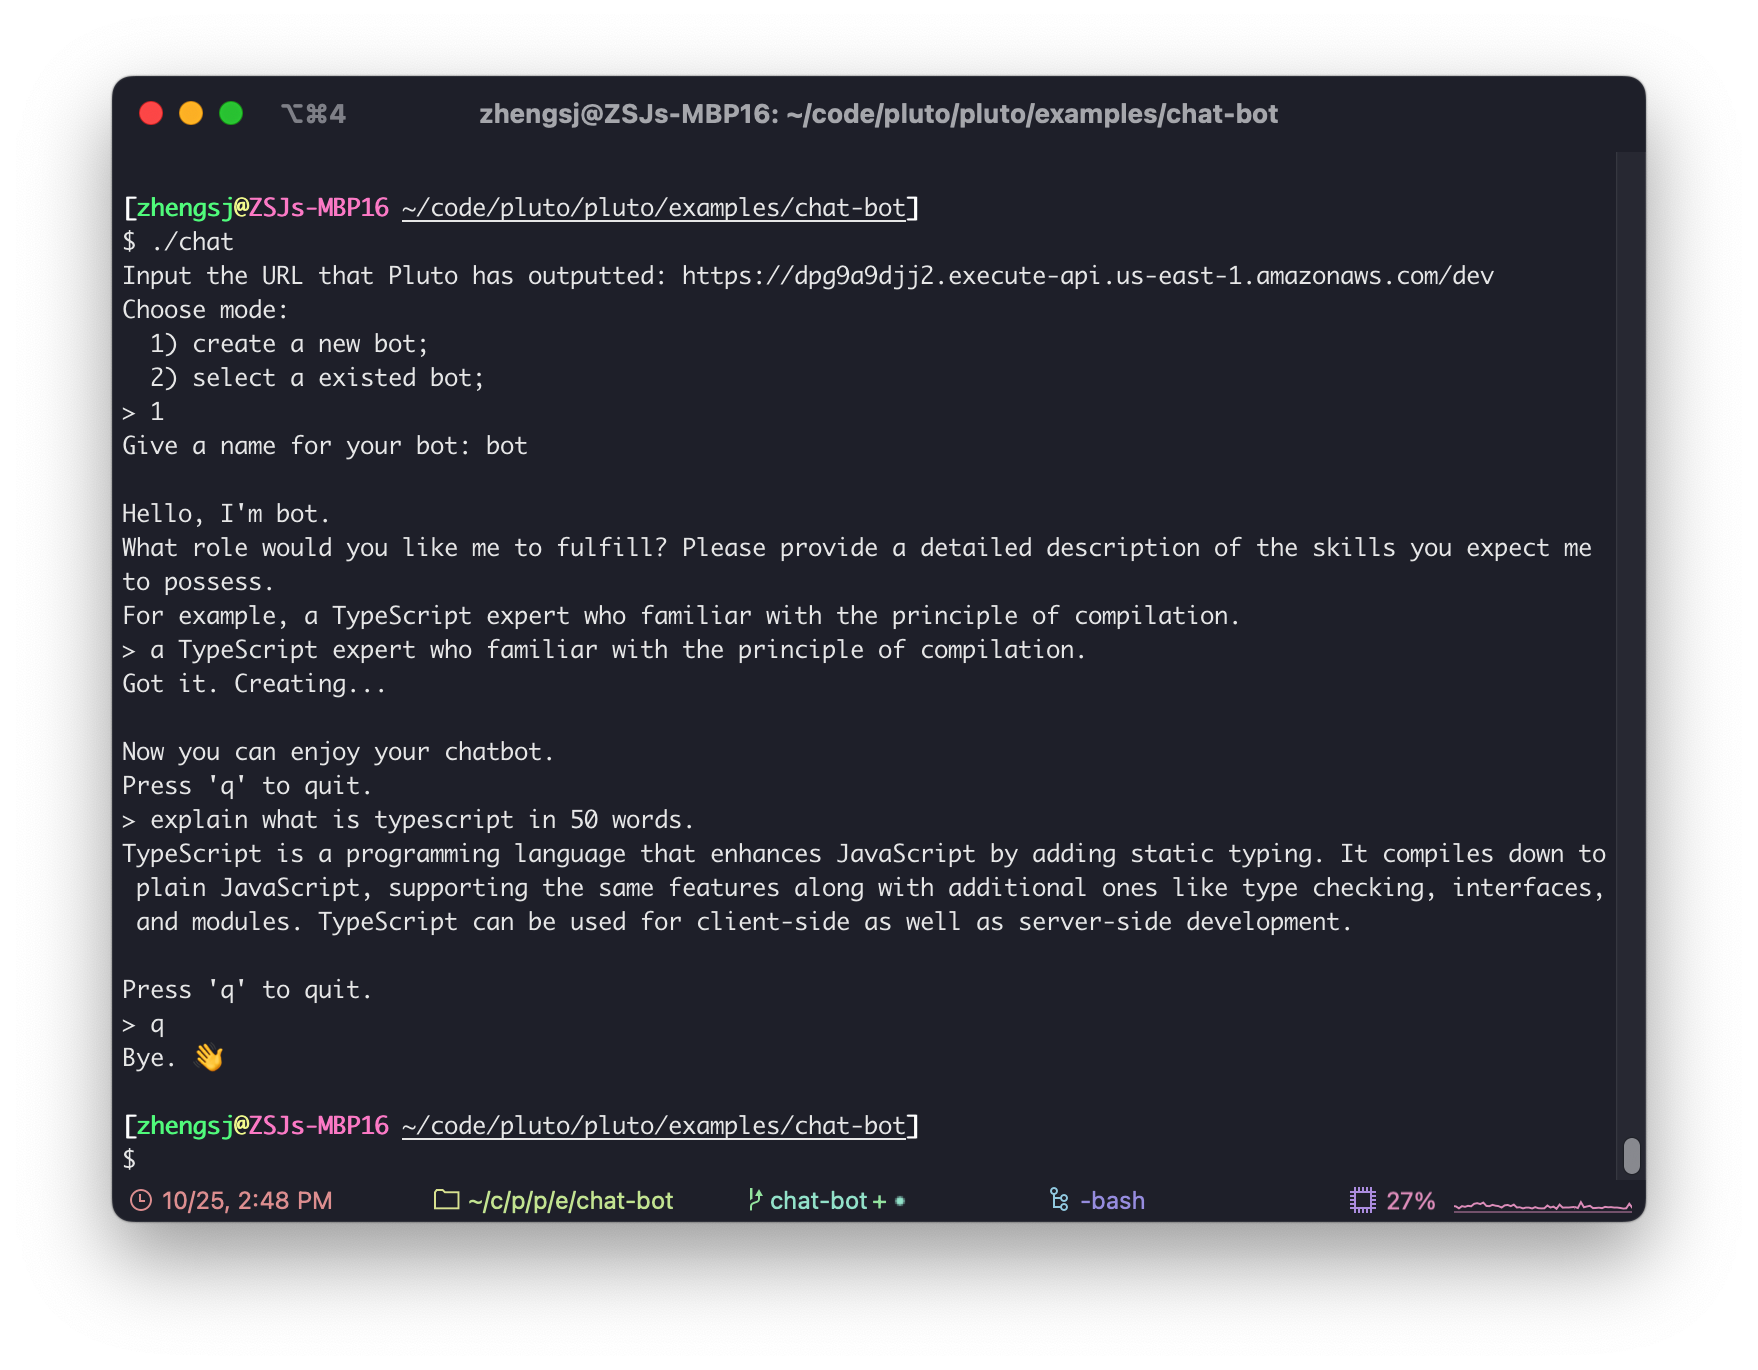 ⌥⌘4
zhengsj@ZSJs-MBP16: ~/code/pluto/pluto/examples/chat-bot
[zhengsj@ZSJs-MBP16 ~/code/pluto/pluto/examples/chat-bot]
$ ./chat
Input the URL that Pluto has outputted: https://dpg9a9djj2.execute-api.us-east-1.amazonaws.com/dev
Choose mode:
  1) create a new bot;
  2) select a existed bot;
> 1
Give a name for your bot: bot
Hello, I'm bot.
What role would you like me to fulfill? Please provide a detailed description of the skills you expect me
to possess.
For example, a TypeScript expert who familiar with the principle of compilation.
> a TypeScript expert who familiar with the principle of compilation.
Got it. Creating...
Now you can enjoy your chatbot.
Press 'q' to quit.
> explain what is typescript in 50 words.
TypeScript is a programming language that enhances JavaScript by adding static typing. It compiles down to
 plain JavaScript, supporting the same features along with additional ones like type checking, interfaces,
 and modules. TypeScript can be used for client-side as well as server-side development.
Press 'q' to quit.
> q
Bye. 👋
[zhengsj@ZSJs-MBP16 ~/code/pluto/pluto/examples/chat-bot]
$
10/25, 2:48 PM ~/c/p/p/e/chat-bot chat-bot + • -bash 27%